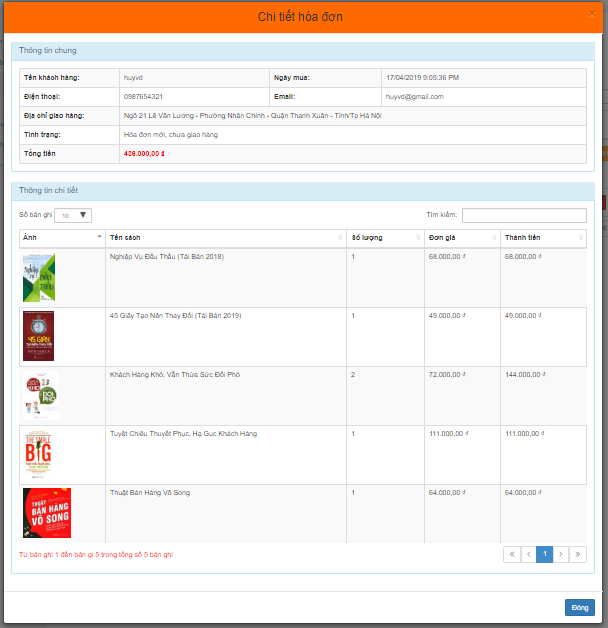 Chi tiết hóa đơn
×
Thông tin chung
Tên khách hàng: huyvd Ngày mua: 17/04/2019 9:05:36 PM
Điện thoại: 0987654321 Email: huyvd@gmail.com
Địa chỉ giao hàng: Ngõ 21 Lê Văn Lương - Phường Nhân Chính - Quận Thanh Xuân - Tỉnh/Tp Hà Nội
Tình trạng: Hóa đơn mới, chưa giao hàng
Tổng tiền 436.000,00 ₫
Thông tin chi tiết
Số bản ghi 10 Tìm kiếm:
Ảnh Tên sách Số lượng Đơn giá Thành tiền
Nghiệp Vụ Đấu Thầu (Tái Bản 2018) 1 68.000,00 ₫ 68.000,00 ₫
45 Giây Tạo Nên Thay Đổi (Tái Bản 2019) 1 49.000,00 ₫ 49.000,00 ₫
45 GIÂY
Khách Hàng Khó, Vẫn Thừa Sức Đối Phó 2 72.000,00 ₫ 144.000,00 ₫
KHÓ
ĐỐI
PHÓ
Tuyệt Chiêu Thuyết Phục, Hạ Gục Khách Hàng 1 111.000,00 ₫ 111.000,00 ₫
THE SMALL
BIG
Thuật Bán Hàng Vô Song 1 64.000,00 ₫ 64.000,00 ₫
THUẬT
BÁN HÀNG
VÔ SONG
Từ bản ghi 1 đến bản gi 5 trong tổng số 5 bản ghi « ‹ 1 › »
Đóng